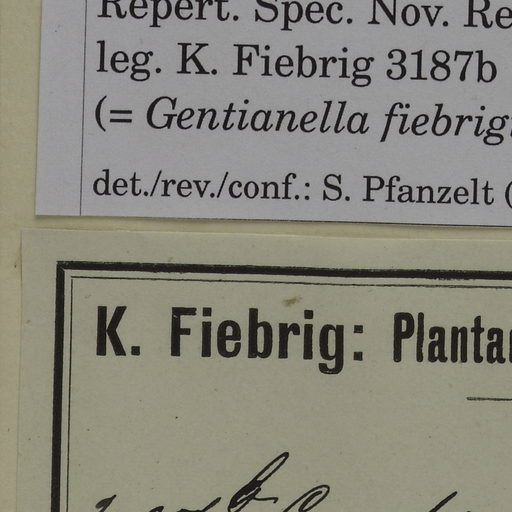 Repert. Spec. Nov. Re
leg. K. Fiebrig 3187b
(= Gentianella fiebrig
det./rev./conf.: S. Pfanzelt (
K. Fiebrig: Planta